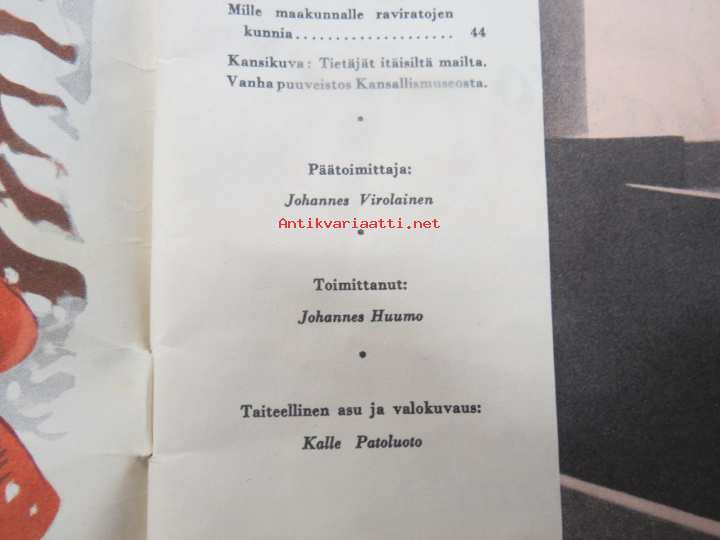 Mille maakunnalle raviratojen
kunnia.................... 44
Kansikuva: Tietäjät itäisiltä mailta.
Vanha puuveistos Kansallismuseosta.
Päätoimittaja:
Johannes Virolainen
Antikvariaatti.net
Toimittanut:
Johannes Huumo
Taiteellinen asu ja valokuvaus:
Kalle Patoluoto